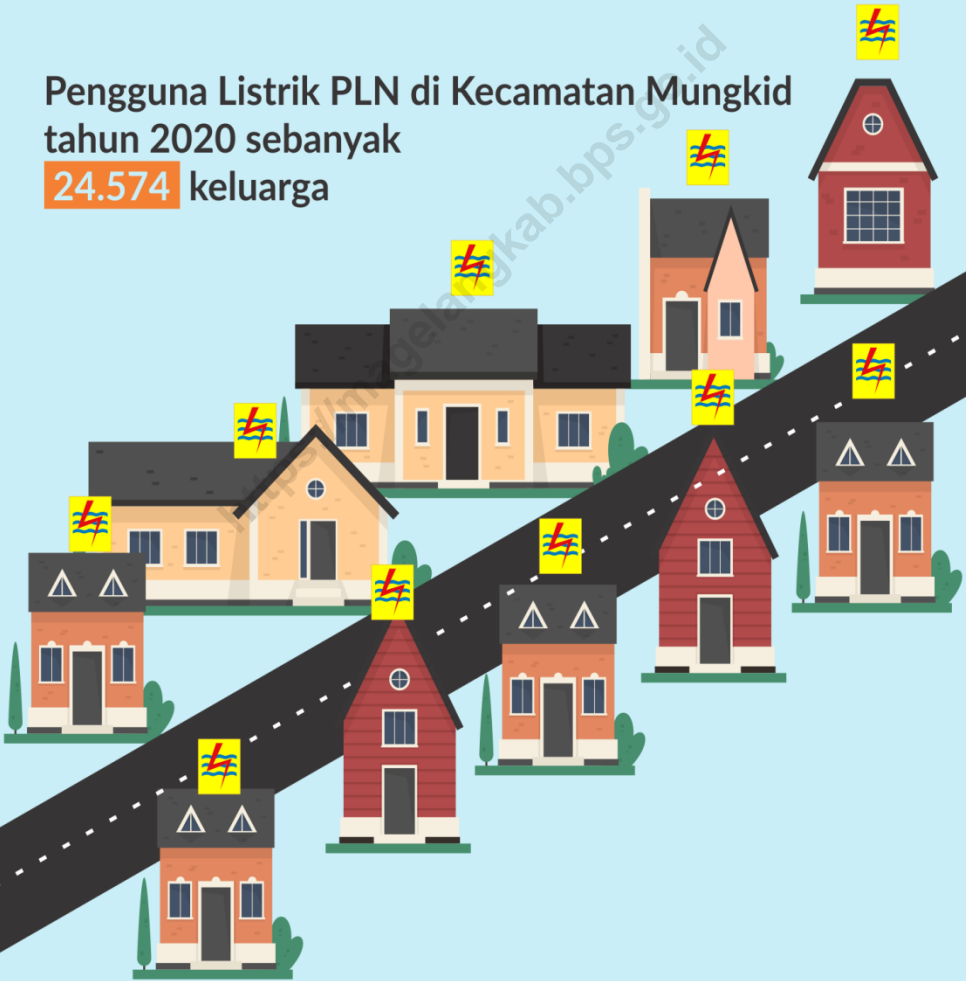 Pengguna Listrik PLN di Kecamatan Mungkid
tahun 2020 sebanyak
24.574 keluarga
https://magelangkab.bps.go.id